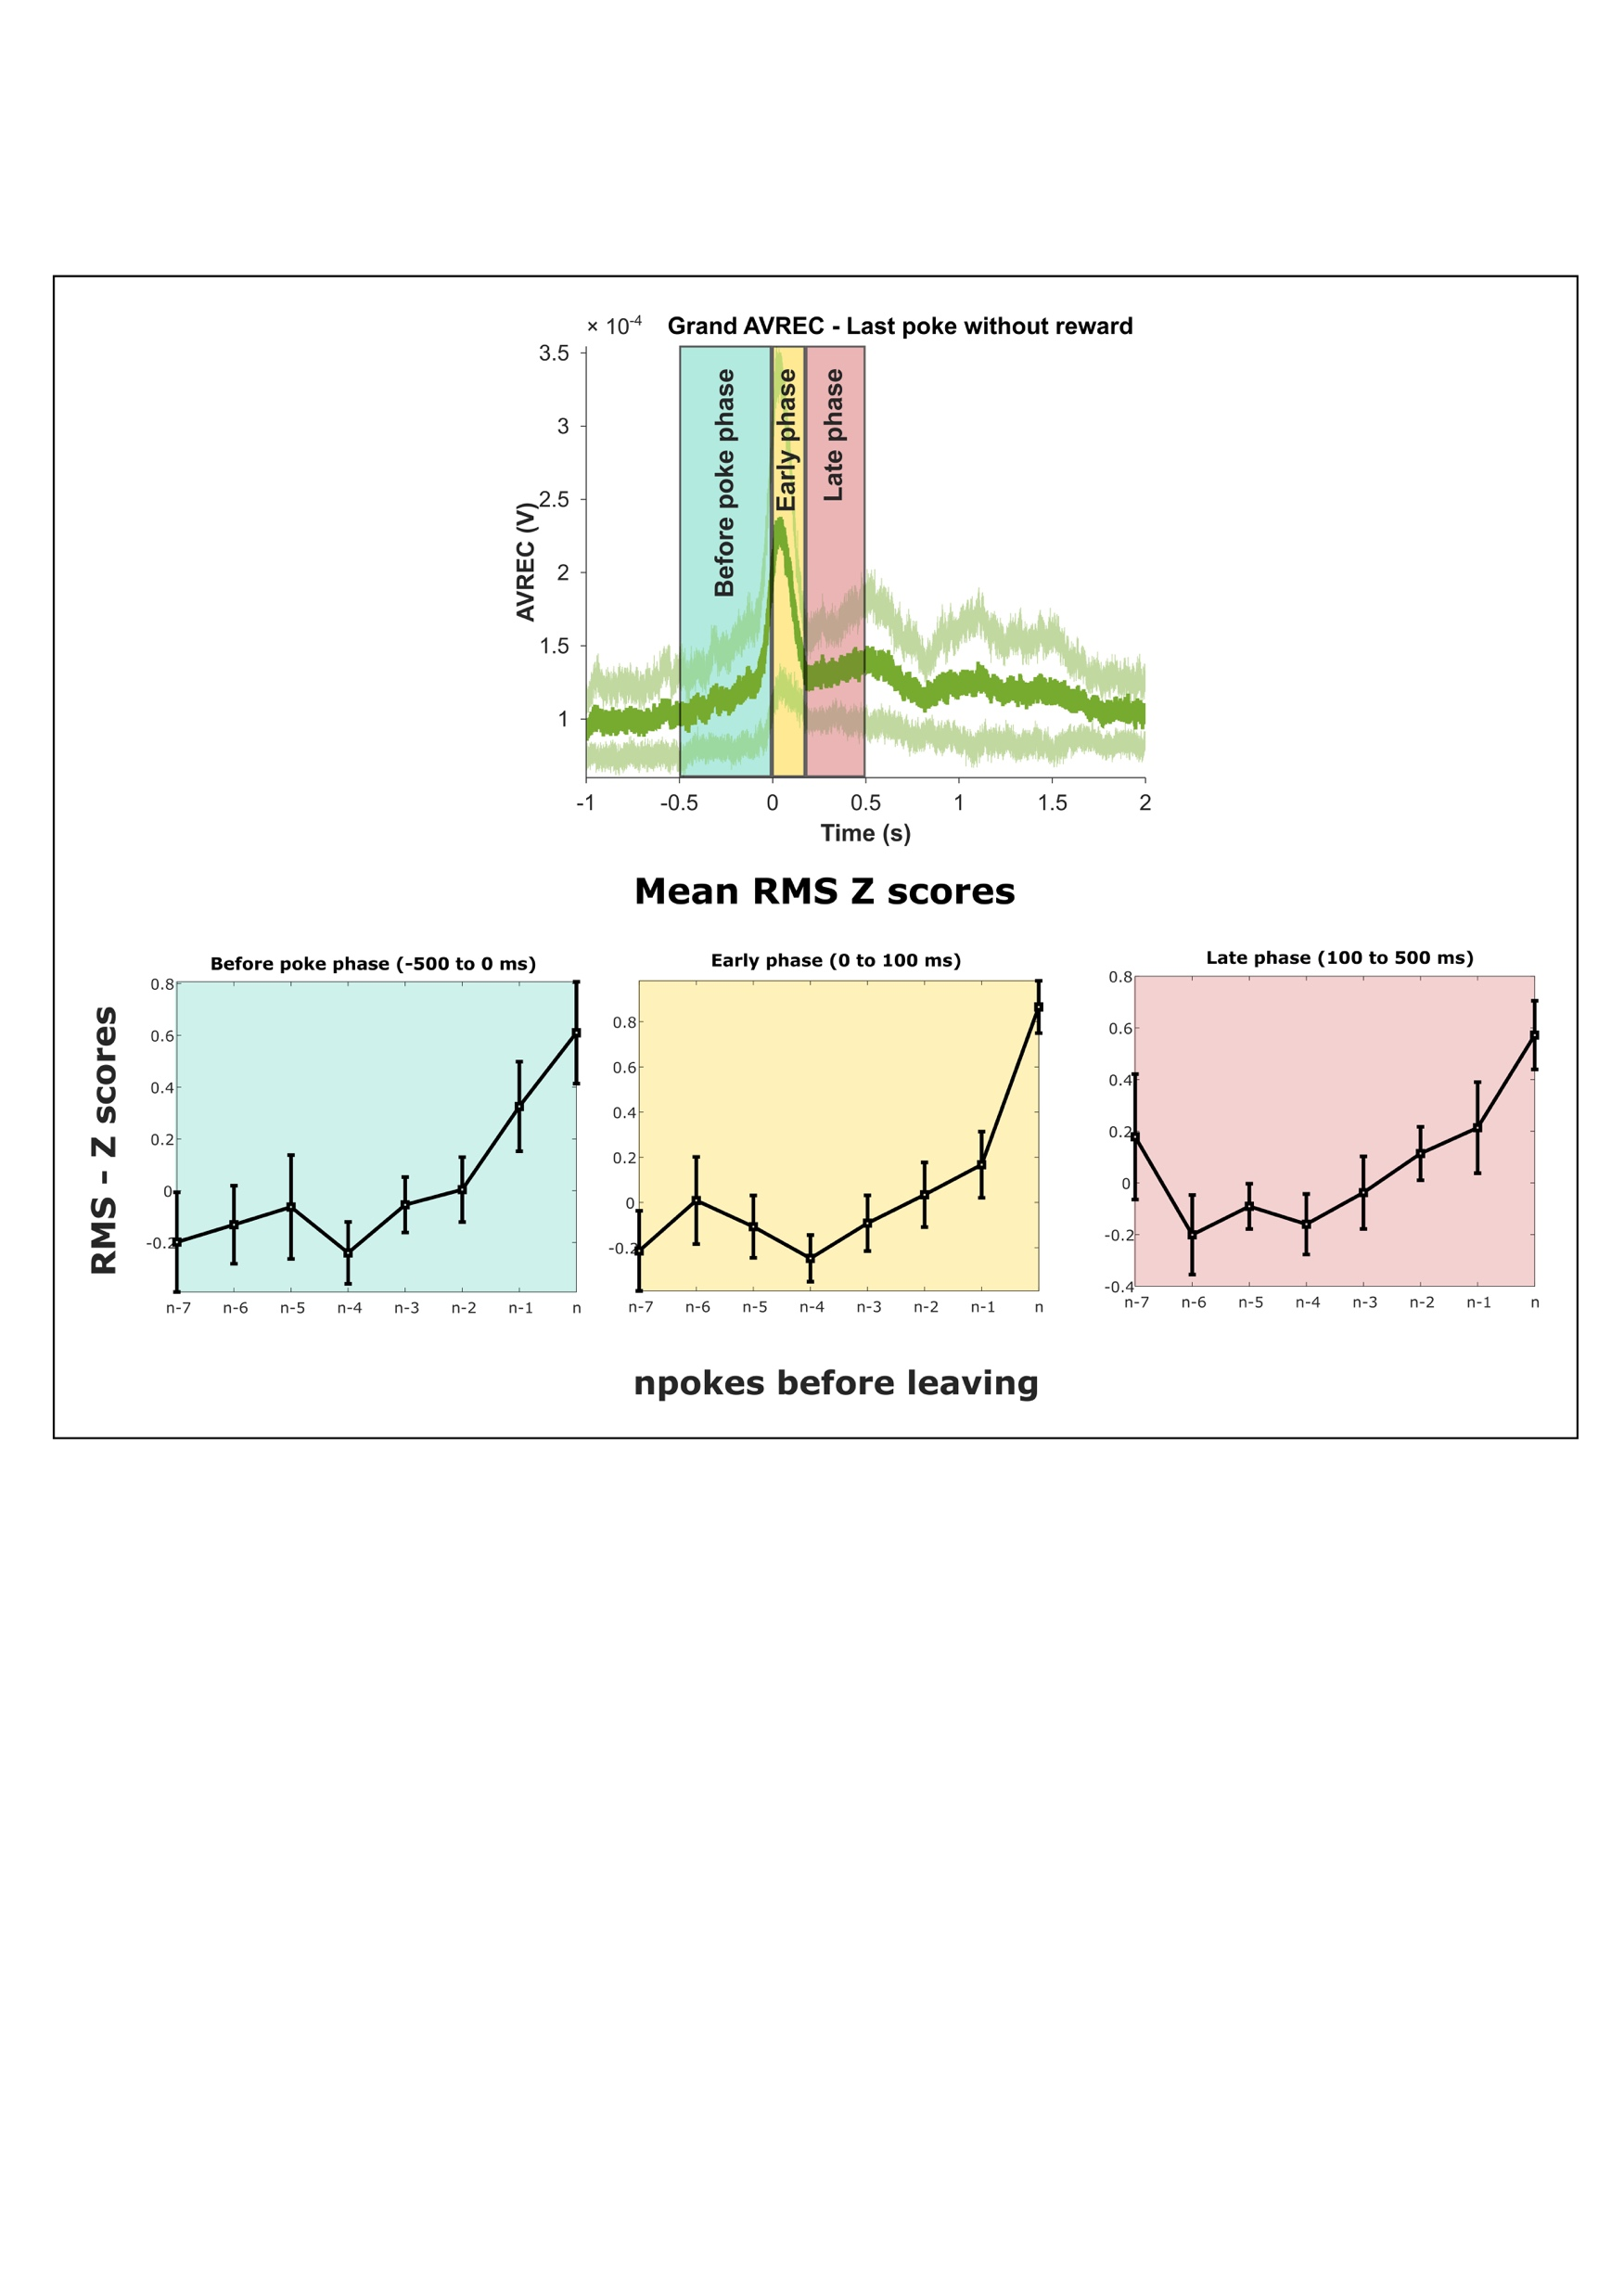 × 10-4 Grand AVREC - Last poke without reward
3.5
3
2.5
2
1.5
1
AVREC (V)
Before poke phase
Early phase
Late phase
-1 -0.5 0 0.5 1 1.5 2
Time (s)
Mean RMS Z scores
RMS - Z scores
Before poke phase (-500 to 0 ms)
0.8
0.6
0.4
0.2
0
-0.2
n-7 n-6 n-5 n-4 n-3 n-2 n-1 n
Early phase (0 to 100 ms)
0.8
0.6
0.4
0.2
0
-0.2
n-7 n-6 n-5 n-4 n-3 n-2 n-1 n
Late phase (100 to 500 ms)
0.8
0.6
0.4
0.2
0
-0.2
-0.4
n-7 n-6 n-5 n-4 n-3 n-2 n-1 n
npokes before leaving